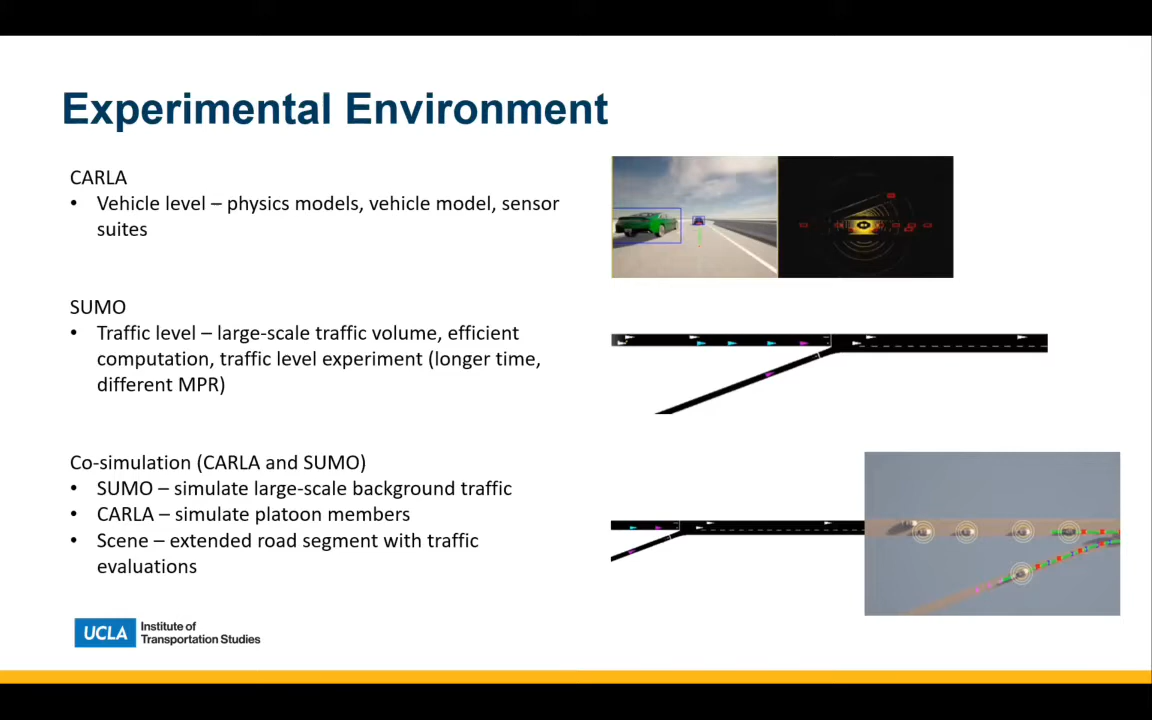 Experimental Environment
CARLA
• Vehicle level – physics models, vehicle model, sensor
suites
SUMO
• Traffic level – large-scale traffic volume, efficient
computation, traffic level experiment (longer time,
different MPR)
Co-simulation (CARLA and SUMO)
• SUMO – simulate large-scale background traffic
• CARLA – simulate platoon members
• Scene – extended road segment with traffic
evaluations
UCLA
Institute of
Transportation Studies